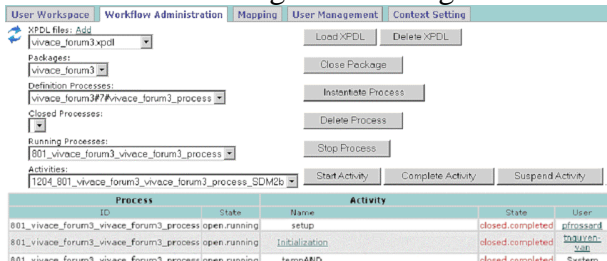 User Workspace Workflow Administration Mapping User Management Context Setting
XPDL files: Add
vivace_forum3.xpdl Load XPDL Delete XPDL
Packages:
vivace_forum3 Close Package
Definition Processes:
vivace_forum3#7#vivace_forum3_process Instantiate Process
Closed Processes:
Delete Process
Running Processes:
801_vivace_forum3_vivace_forum3_process Stop Process
Activities:
1204_801_vivace_forum3_vivace_forum3_process_SDM2b Start Activity Complete Activity Suspend Activity
Process Activity
ID State Name State User
801_vivace_forum3_vivace_forum3_process open.running setup closed.completed pfrossard
801_vivace_forum3_vivace_forum3_process open.running Initialization closed.completed tnguyen-van
801_vivace_forum3_vivace_forum3_process open.running tempAND closed.completed System